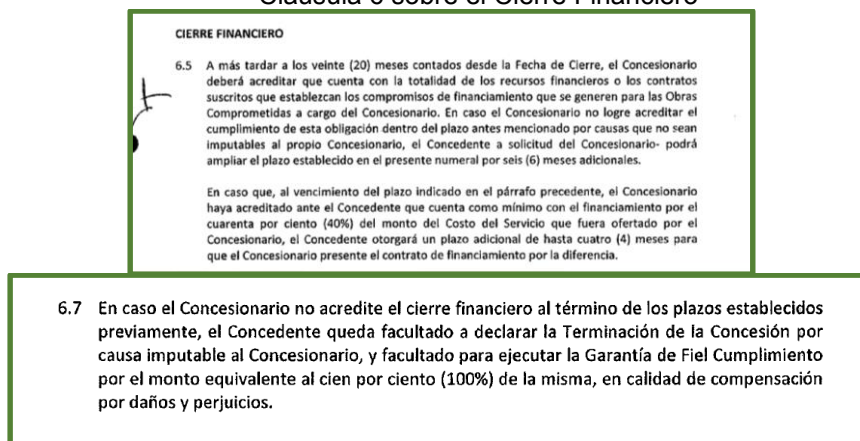 Cláusula 6 sobre el Cierre Financiero
CIERRE FINANCIERO
6.5 A más tardar a los veinte (20) meses contados desde la Fecha de Cierre, el Concesionario
deberá acreditar que cuenta con la totalidad de los recursos financieros o los contratos
suscritos que establezcan los compromisos de financiamiento que se generen para las Obras
Comprometidas a cargo del Concesionario. En caso el Concesionario no logre acreditar el
cumplimiento de esta obligación dentro del plazo antes mencionado por causas que no sean
imputables al propio Concesionario, el Concedente a solicitud del Concesionario- podrá
ampliar el plazo establecido en el presente numeral por seis (6) meses adicionales.
En caso que, al vencimiento del plazo indicado en el párrafo precedente, el Concesionario
haya acreditado ante el Concedente que cuenta como mínimo con el financiamiento por el
cuarenta por ciento (40%) del monto del Costo del Servicio que fuera ofertado por el
Concesionario, el Concedente otorgará un plazo adicional de hasta cuatro (4) meses para
que el Concesionario presente el contrato de financiamiento por la diferencia.
6.7 En caso el Concesionario no acredite el cierre financiero al término de los plazos establecidos
previamente, el Concedente queda facultado a declarar la Terminación de la Concesión por
causa imputable al Concesionario, y facultado para ejecutar la Garantía de Fiel Cumplimiento
por el monto equivalente al cien por ciento (100%) de la misma, en calidad de compensación
por daños y perjuicios.